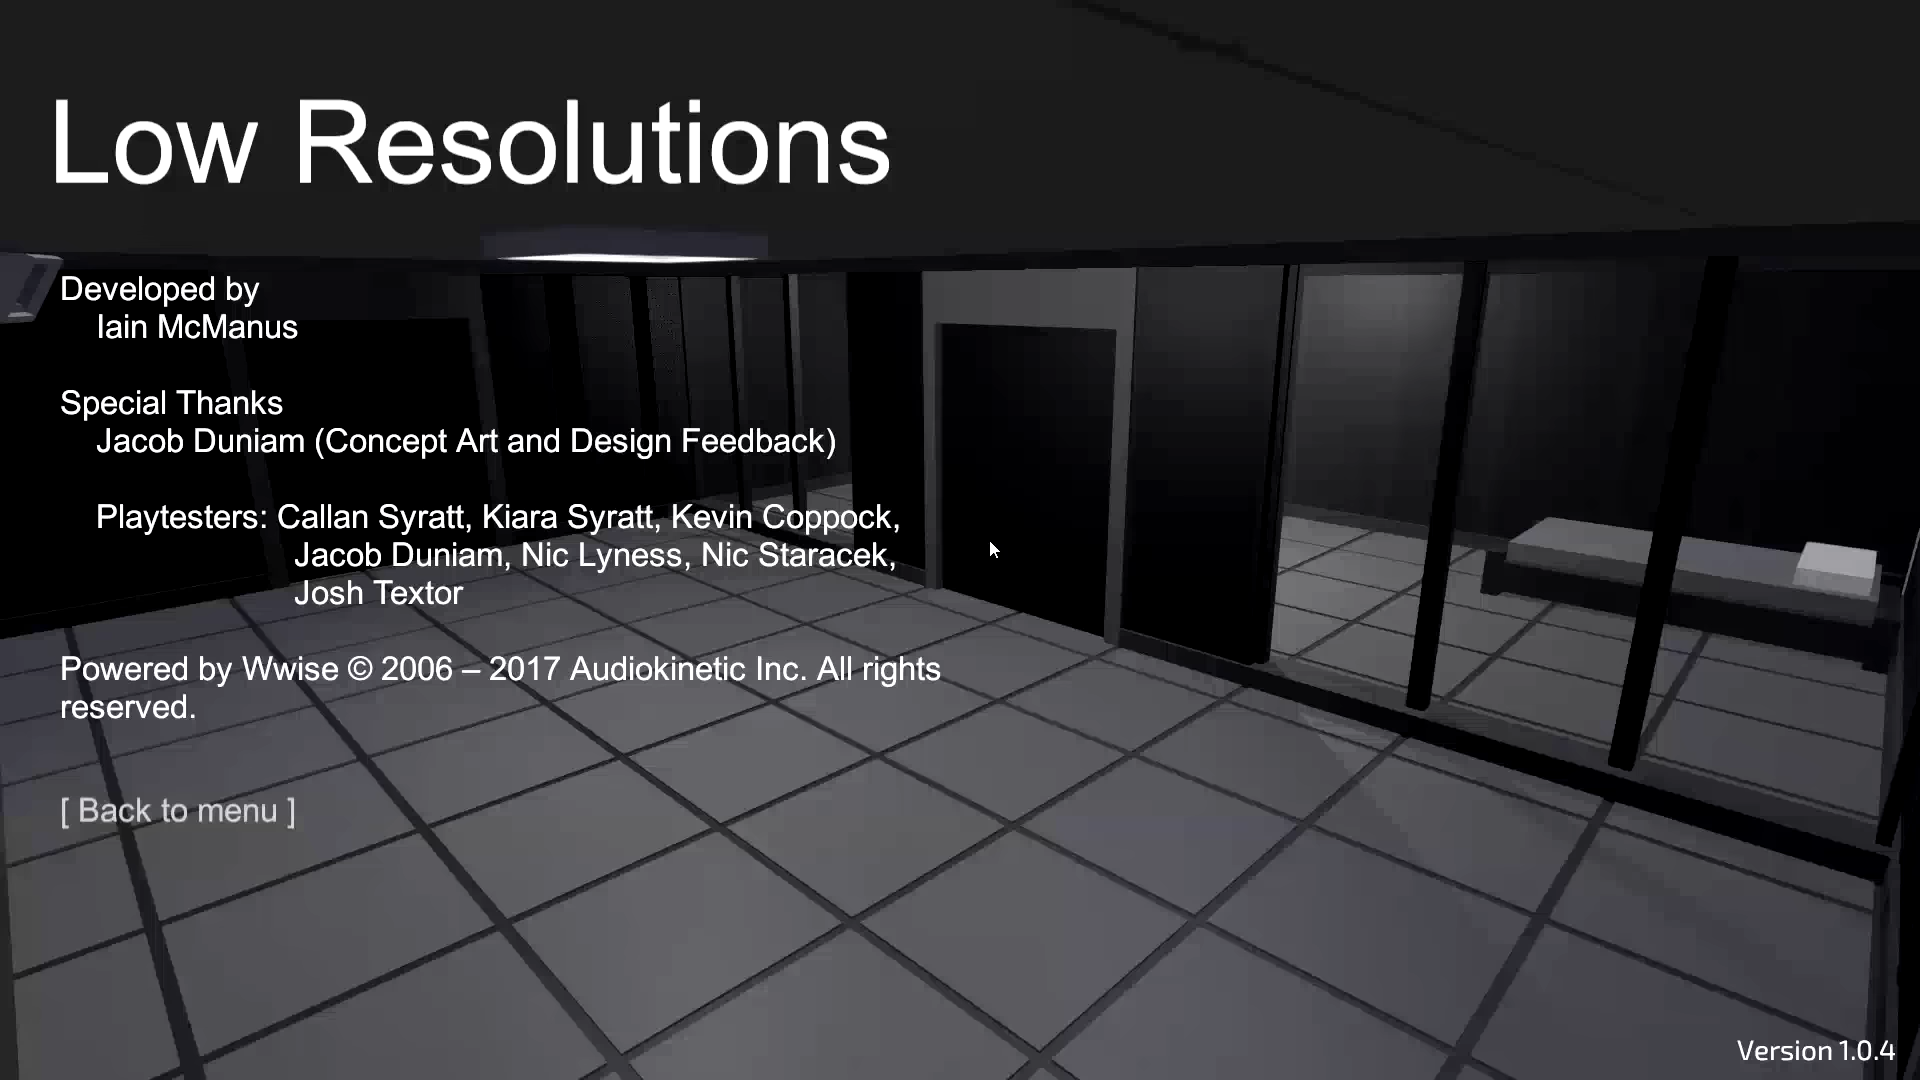 Low Resolutions
Developed by
Iain McManus
Special Thanks
Jacob Duniam (Concept Art and Design Feedback)
Playtesters: Callan Syratt, Kiara Syratt, Kevin Coppock,
Jacob Duniam, Nic Lyness, Nic Staracek,
Josh Textor
Powered by Wwise © 2006 – 2017 Audiokinetic Inc. All rights
reserved.
[ Back to menu ]
Version 1.0.4